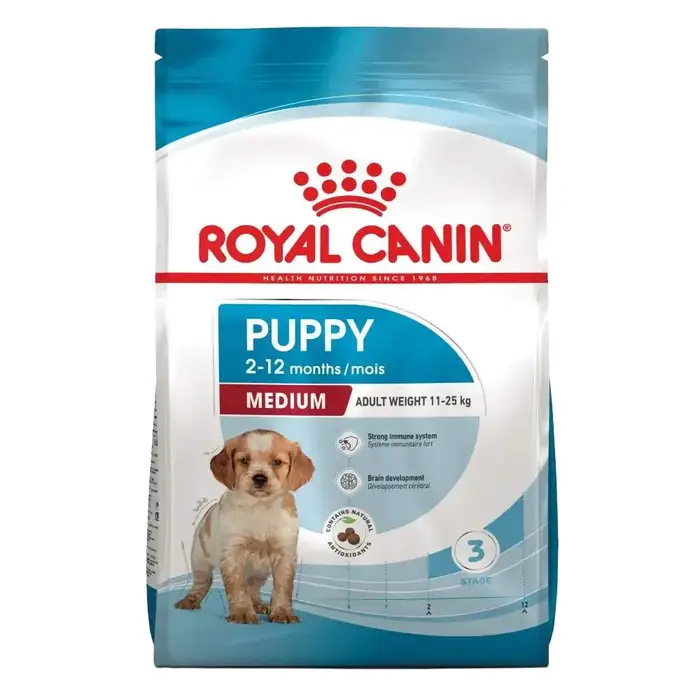 ROYAL CANIN®
HEALTH NUTRITION SINCE 1968
PUPPY
2-12 months/mois
MEDIUM
ADULT WEIGHT 11-25 kg
Strong immune system
Système immunitaire fort
Brain development
Développement cérébral
CONTAINS NATURAL
ANTIOXIDANTS
3
STAGE
2
12